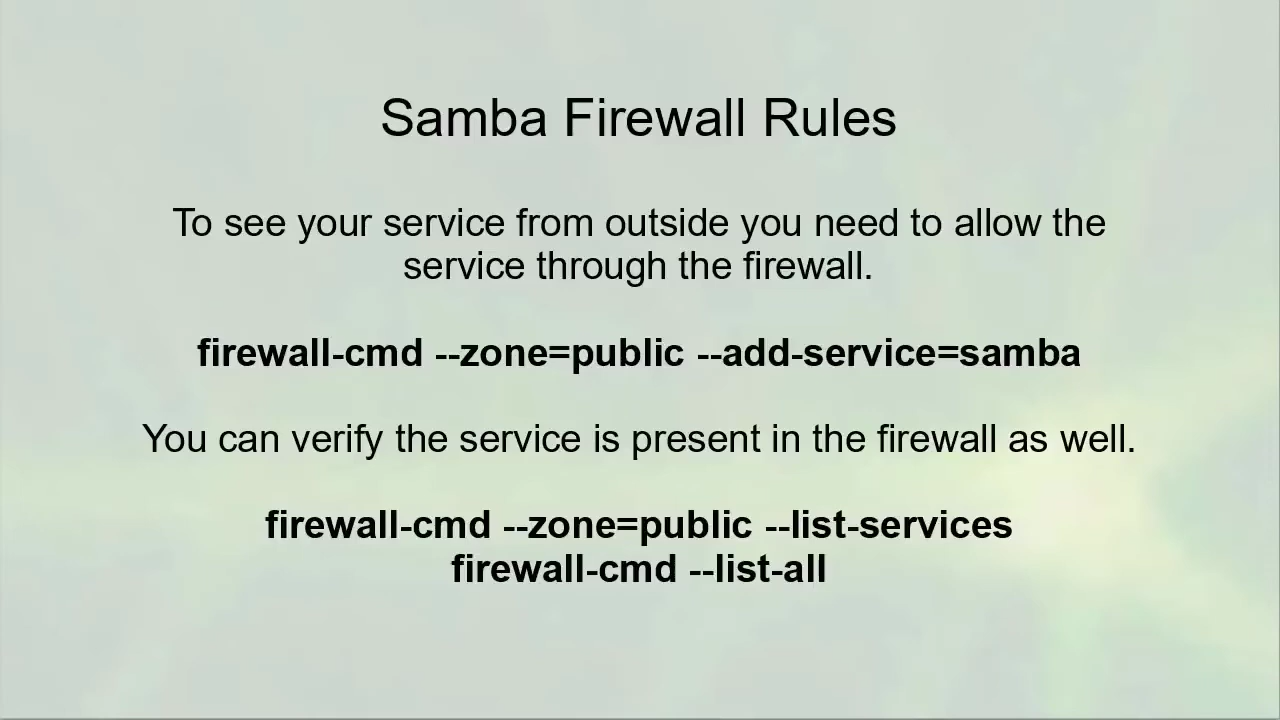 Samba Firewall Rules
To see your service from outside you need to allow the
service through the firewall.
firewall-cmd --zone=public --add-service=samba
You can verify the service is present in the firewall as well.
firewall-cmd --zone=public --list-services
firewall-cmd --list-all